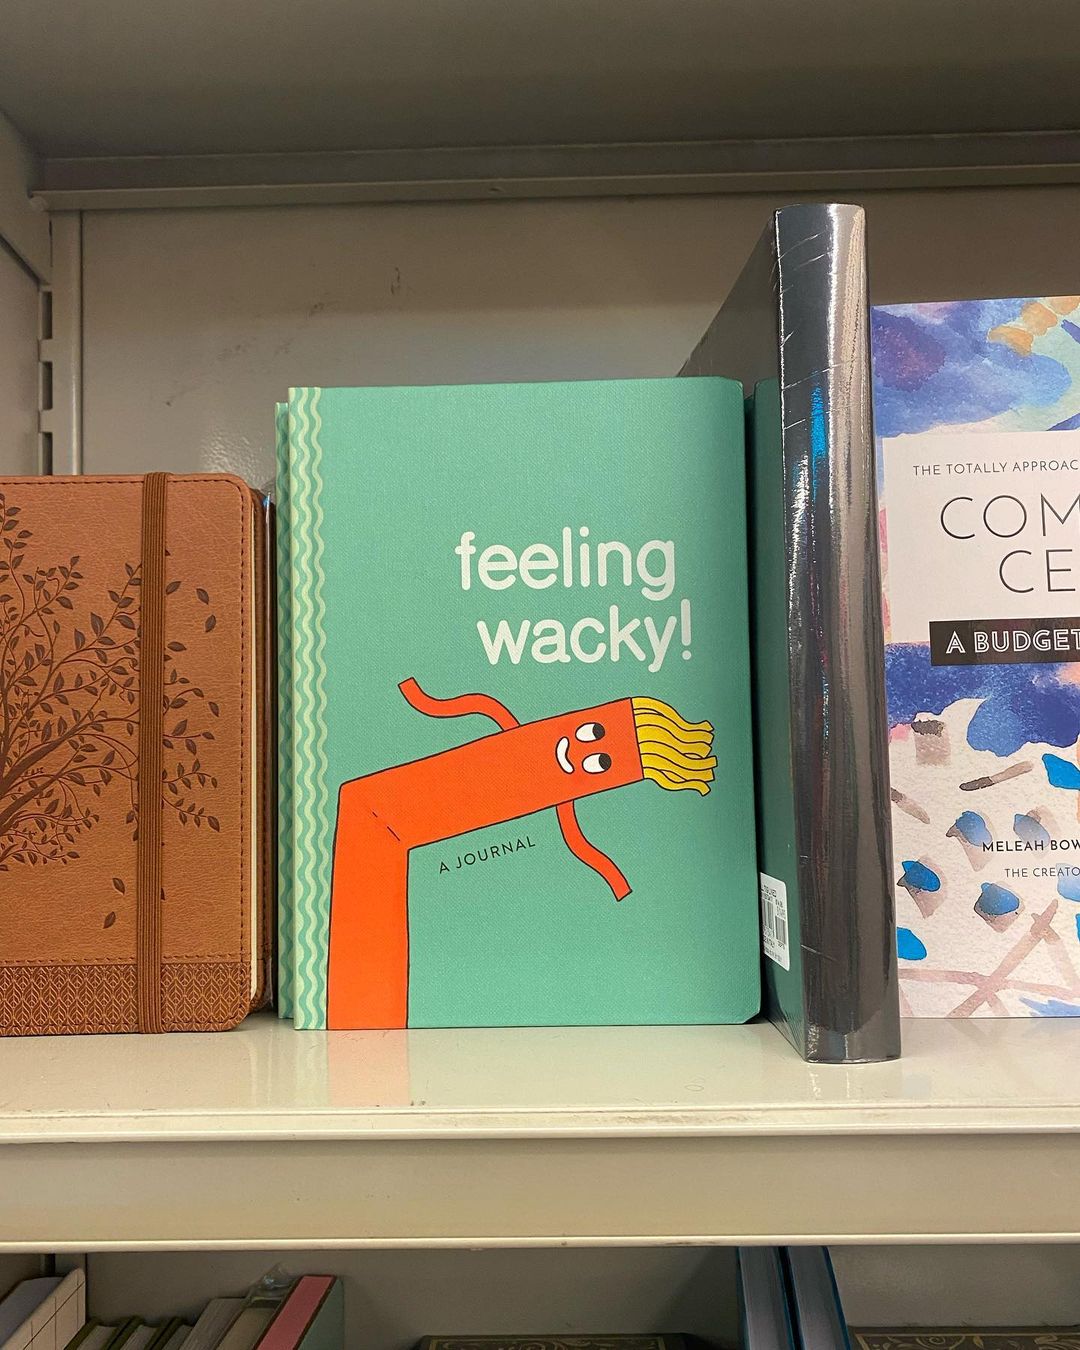 feeling
wacky!
A JOURNAL
THE TOTALLY APPROAC
COM
CE
A BUDGET
MELEAH BOW
THE CREATO